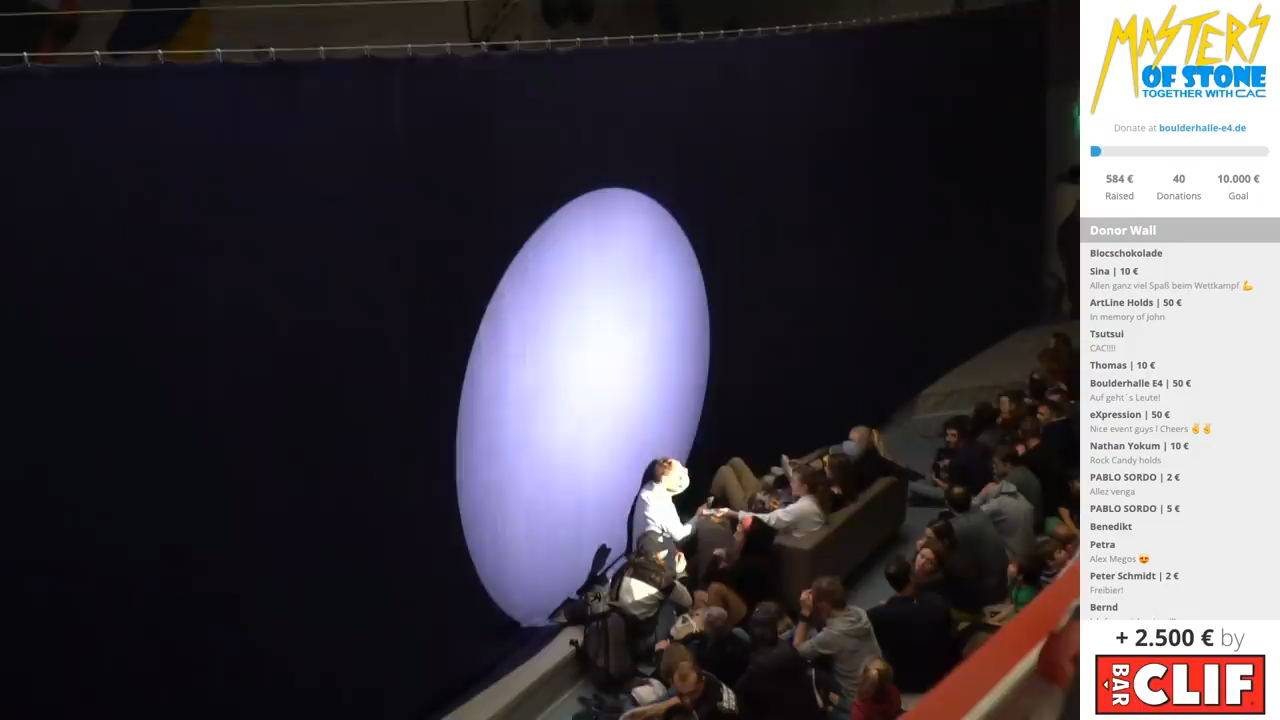 MASTERS
OF STONE
TOGETHER WITH CAC
Donate at boulderhalle-e4.de
584 € 40 10.000 €
Raised Donations Goal
Donor Wall
Blocschokolade
Sina | 10 €
Allen ganz viel Spaß beim Wettkampf 💪
ArtLine Holds | 50 €
In memory of John
Tsutsui
CAC!!!!
Thomas | 10 €
Boulderhalle E4 | 50 €
Auf geht´s Leute!
eXpression | 50 €
Nice event guys ! Cheers ✌️✌️
Nathan Yokum | 10 €
Rock Candy holds
PABLO SORDO | 2 €
Allez venga
PABLO SORDO | 5 €
Benedikt
Petra
Alex Megos 😍
Peter Schmidt | 2 €
Freibier!
Bernd
+ 2.500 € by
CLIF
BAR